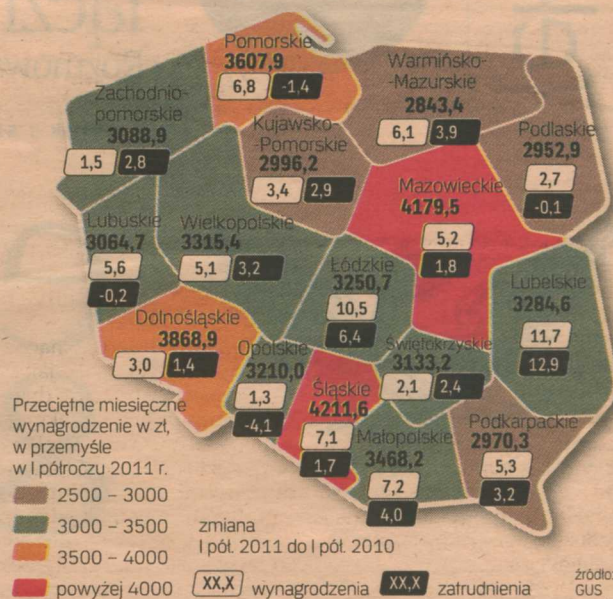 Pomorskie
3607,9
6,8 -1,4
Warmińsko-
-Mazurskie
2843,4
6,1 3,9
Zachodnio-
pomorskie
3088,9
1,5 2,8
Kujawsko-
-Pomorskie
2996,2
3,4 2,9
Podlaskie
2952,9
2,7
-0,1
Mazowieckie
4179,5
5,2
1,8
Lubuskie
3064,7
5,6
-0,2
Wielkopolskie
3315,4
5,1 3,2
Łódzkie
3250,7
10,5
6,4
Lubelskie
3284,6
11,7
12,9
Dolnośląskie
3868,9
3,0 1,4
Opolskie
3210,0
1,3
-4,1
Śląskie
4211,6
7,1
1,7
Świętokrzyskie
3133,2
2,1 2,4
Małopolskie
3468,2
7,2
4,0
Podkarpackie
2970,3
5,3
3,2
Przeciętne miesięczne
wynagrodzenie w zł,
w przemyśle
w I półroczu 2011 r.
2500 – 3000
3000 – 3500
3500 – 4000
powyżej 4000
zmiana
I pół. 2011 do I pół. 2010
XX,X wynagrodzenia XX,X zatrudnienia
źródło:
GUS